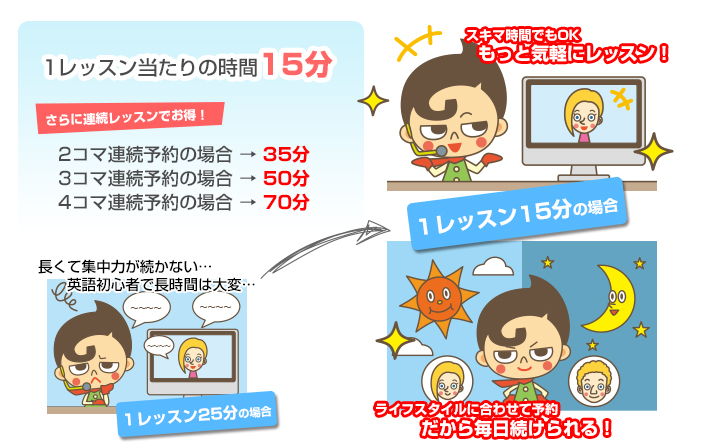 1レッスン当たりの時間 15分
さらに連続レッスンでお得！
2コマ連続予約の場合 → 35分
3コマ連続予約の場合 → 50分
4コマ連続予約の場合 → 70分
スキマ時間でもOK
もっと気軽にレッスン！
1レッスン15分の場合
長くて集中力が続かない…
英語初心者で長時間は大変…
～～～～
～～～～
～～～～
1レッスン25分の場合
ライフスタイルに合わせて予約
だから毎日続けられる！